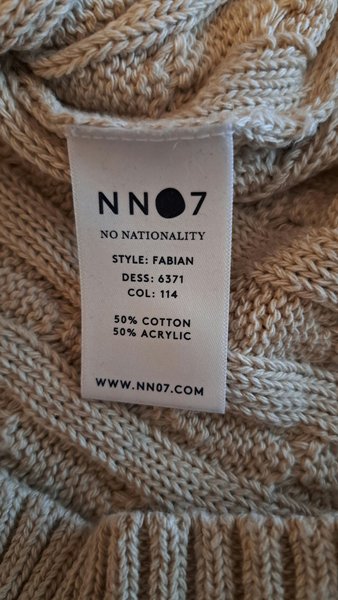 NN07
NO NATIONALITY
STYLE: FABIAN
DESS: 6371
COL: 114
50% COTTON
50% ACRYLIC
WWW.NN07.COM